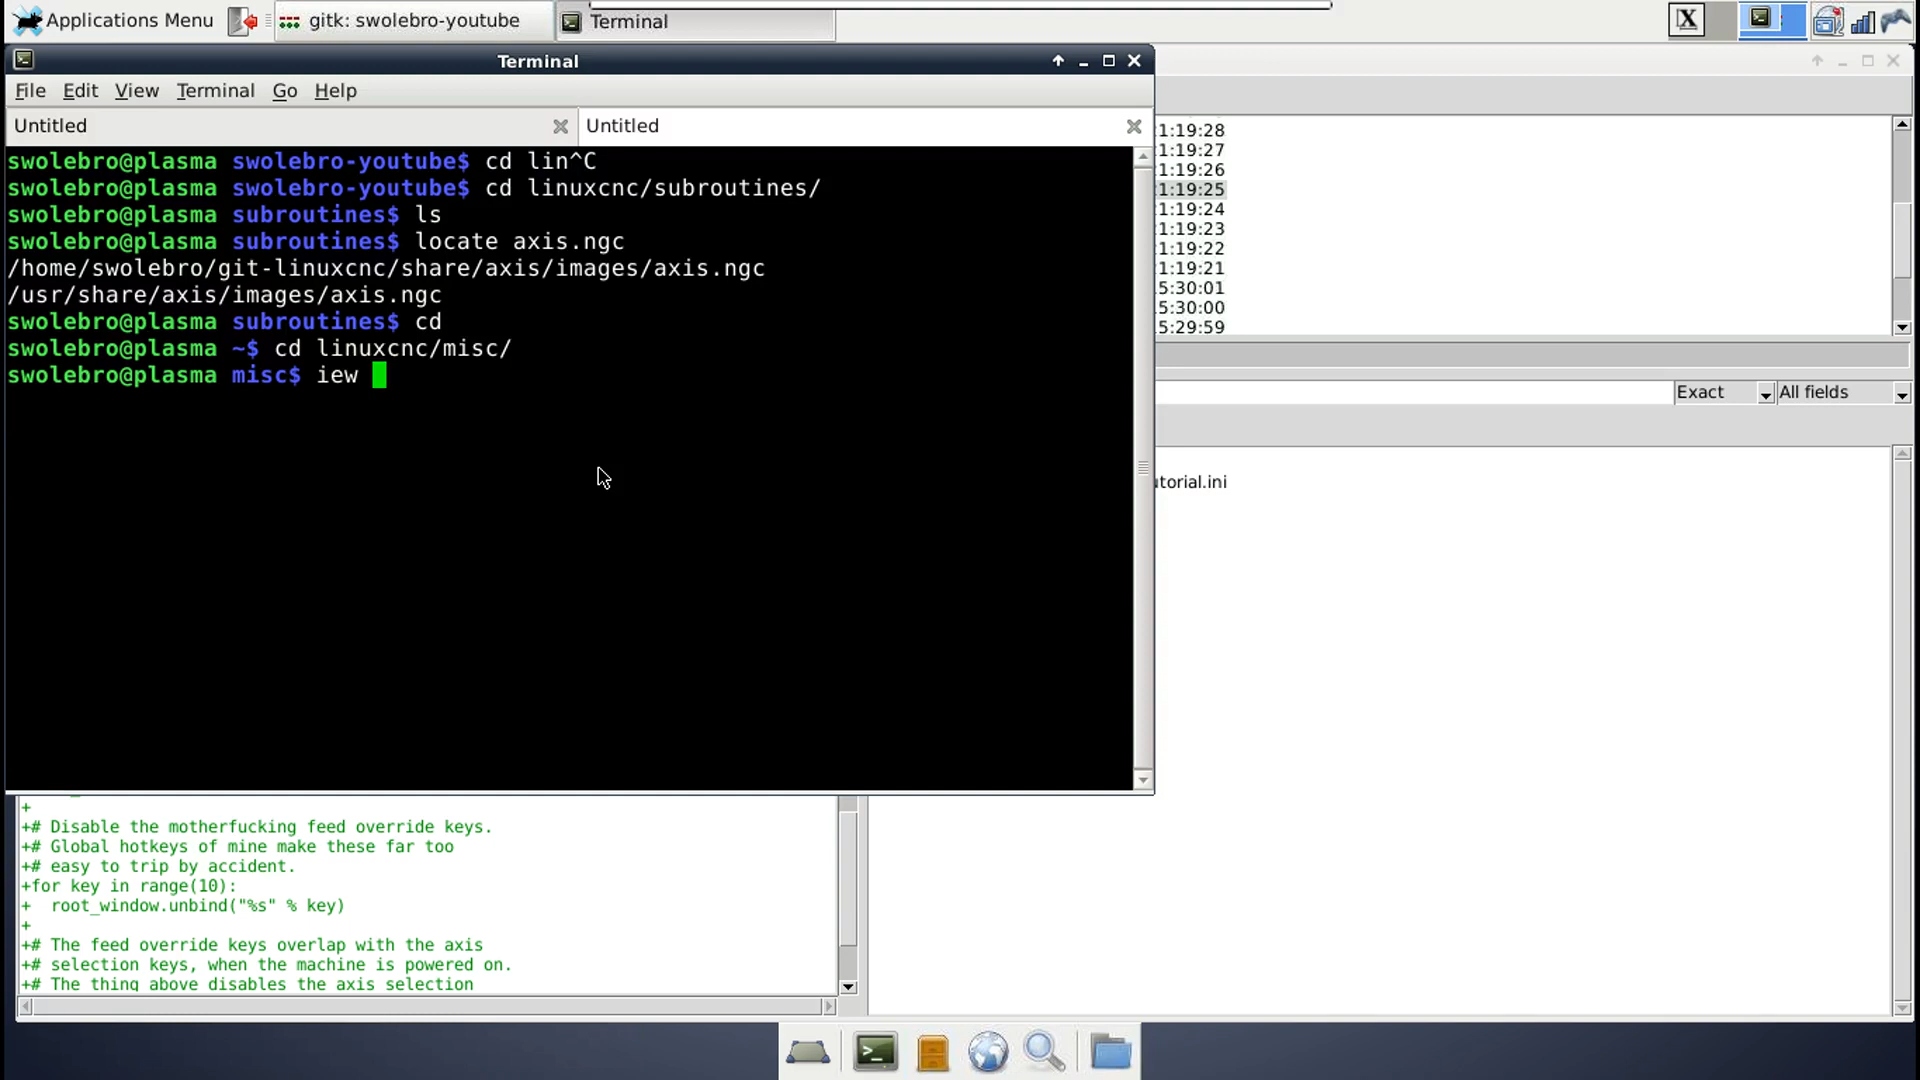 Applications Menu
gitk: swolebro-youtube
Terminal
X
Terminal
File Edit View Terminal Go Help
Untitled
Untitled
swolebro@plasma swolebro-youtube$ cd lin^C
swolebro@plasma swolebro-youtube$ cd linuxcnc/subroutines/
swolebro@plasma subroutines$ ls
swolebro@plasma subroutines$ locate axis.ngc
/home/swolebro/git-linuxcnc/share/axis/images/axis.ngc
/usr/share/axis/images/axis.ngc
swolebro@plasma subroutines$ cd
swolebro@plasma ~$ cd linuxcnc/misc/
swolebro@plasma misc$ iew
1:19:28
1:19:27
1:19:26
1:19:25
1:19:24
1:19:23
1:19:22
1:19:21
5:30:01
5:30:00
5:29:59
Exact
All fields
utorial.ini
+
+# Disable the motherfucking feed override keys.
+# Global hotkeys of mine make these far too
+# easy to trip by accident.
+for key in range(10):
+  root_window.unbind("%s" % key)
+
+# The feed override keys overlap with the axis
+# selection keys, when the machine is powered on.
+# The thing above disables the axis selection